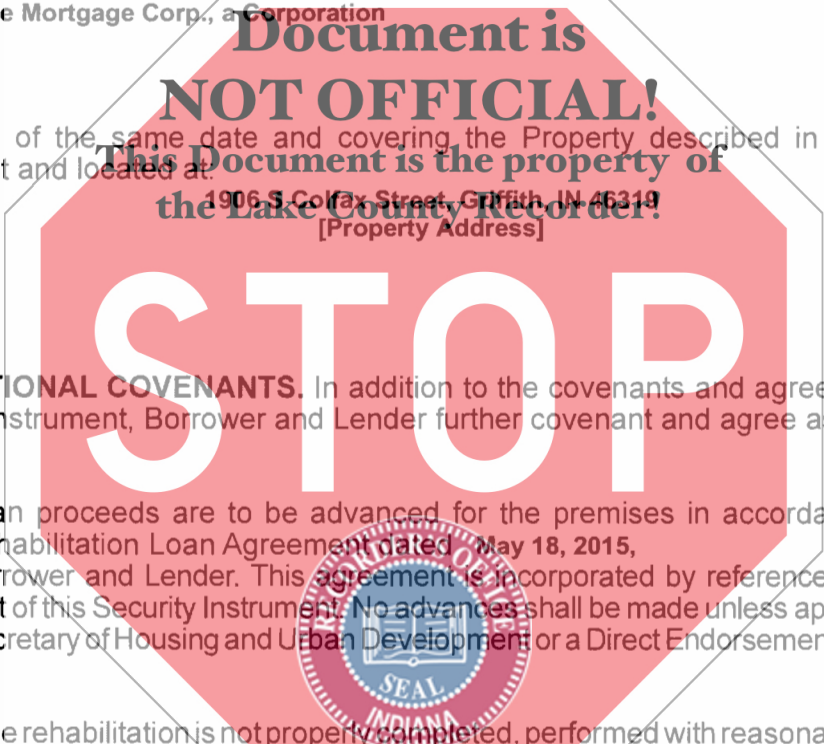 e Mortgage Corp., a Corporation
Document is
NOT OFFICIAL!
of the same date and covering the Property described in
t and located at:
This Document is the property of
1906 S Colfax Street, Griffith, IN 46319
the Lake County Recorder!
[Property Address]
STOP
TIONAL COVENANTS. In addition to the covenants and agree
nstrument, Borrower and Lender further covenant and agree as
an proceeds are to be advanced for the premises in accorda
habilitation Loan Agreement dated May 18, 2015,
rower and Lender. This agreement is incorporated by reference
t of this Security Instrument. No advances shall be made unless ap
cretary of Housing and Urban Development or a Direct Endorsemen
SEAL
INDIANA
e rehabilitation is not properly completed, performed with reasona